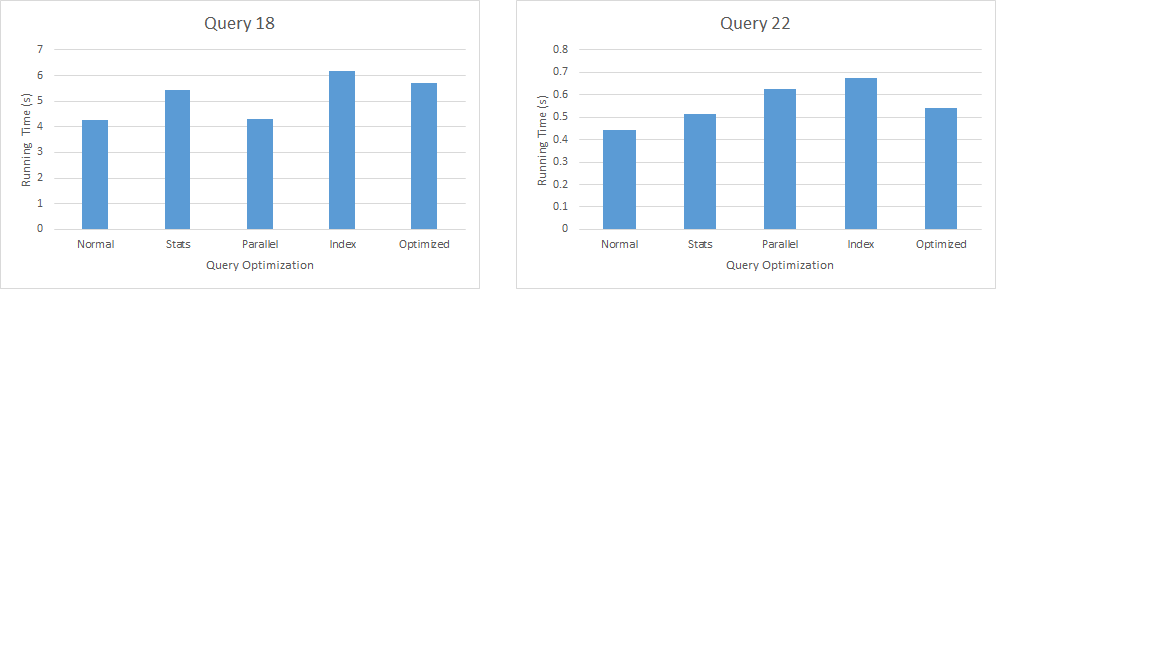 Query 18
7
6
5
4
3
2
1
0
Running Time (s)
Normal Stats Parallel Index Optimized
Query Optimization
Query 22
0.8
0.7
0.6
0.5
0.4
0.3
0.2
0.1
0
Running Time (s)
Normal Stats Parallel Index Optimized
Query Optimization